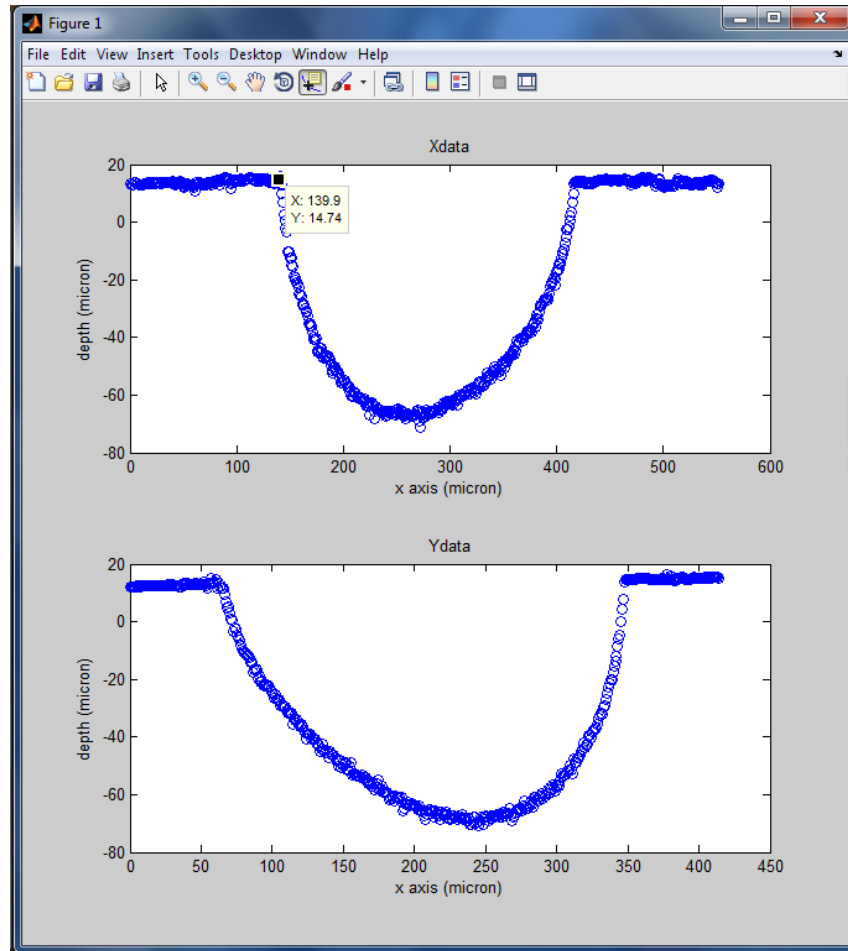 Figure 1
File Edit View Insert Tools Desktop Window Help
Xdata
20
0
-20
-40
-60
-80
depth (micron)
X: 139.9
Y: 14.74
0 100 200 300 400 500 600
x axis (micron)
Ydata
20
0
-20
-40
-60
-80
depth (micron)
0 50 100 150 200 250 300 350 400 450
x axis (micron)